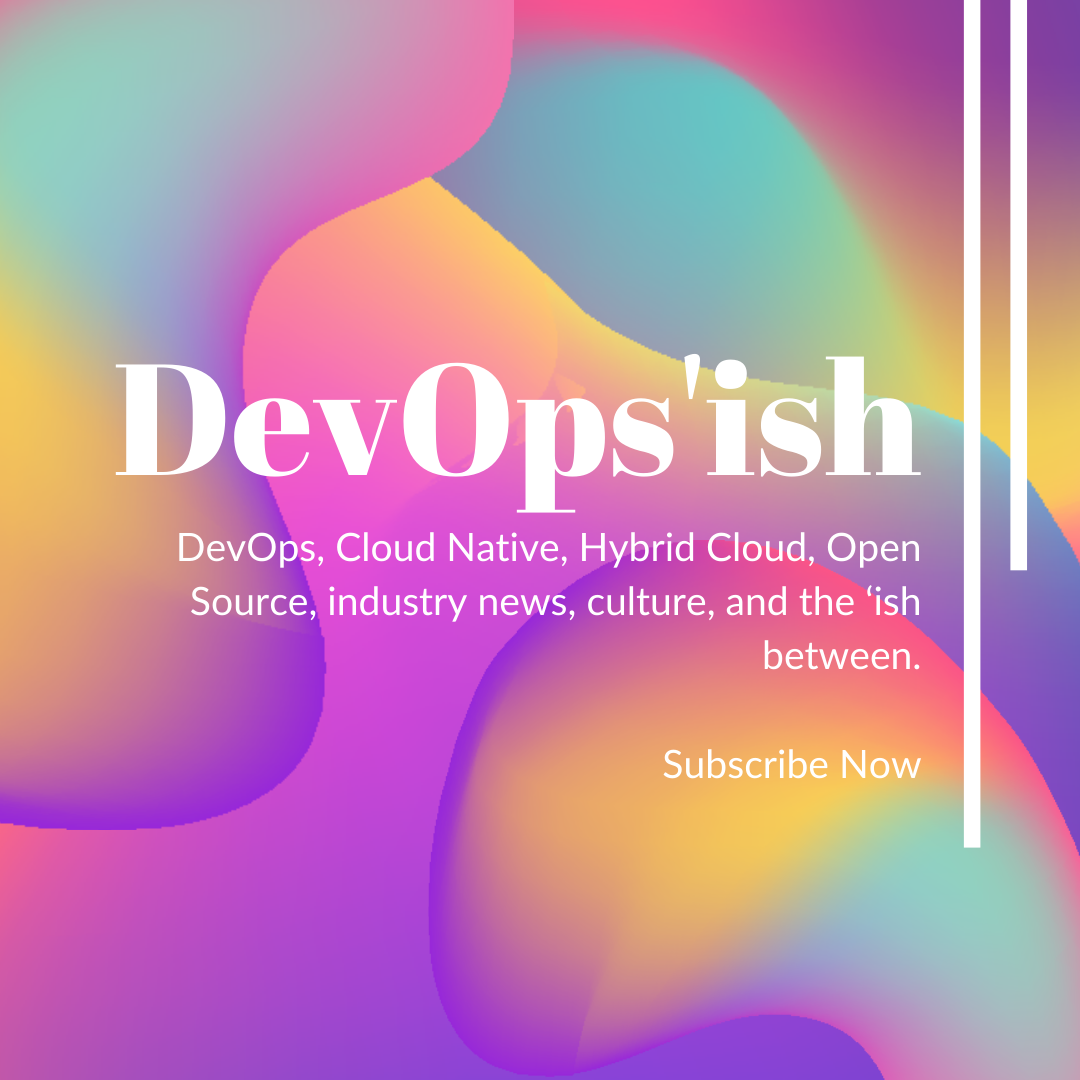 DevOps'ish
DevOps, Cloud Native, Hybrid Cloud, Open
Source, industry news, culture, and the ‘ish
between.
Subscribe Now